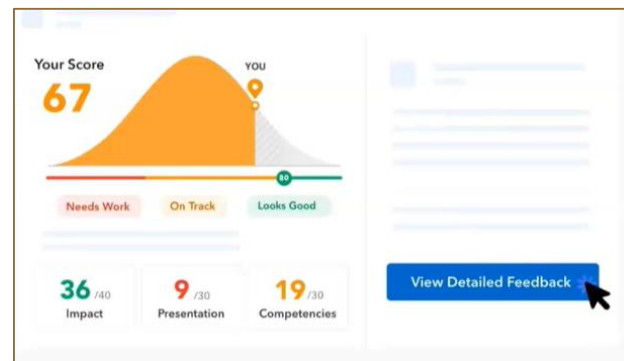 Your Score
67
YOU
80
Needs Work
On Track
Looks Good
36 /40
Impact
9 /30
Presentation
19 /30
Competencies
View Detailed Feedback